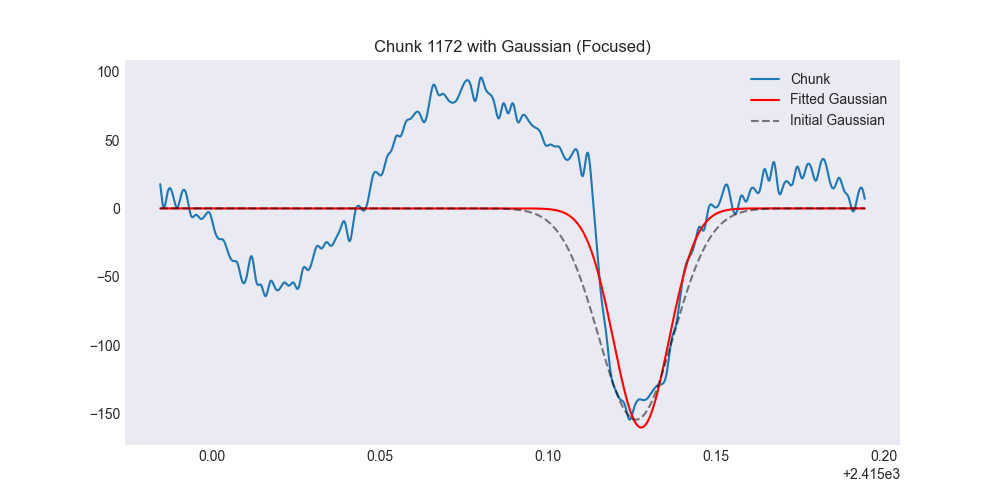 Chunk 1172 with Gaussian (Focused)
100
50
0
−50
−100
−150
Chunk
Fitted Gaussian
Initial Gaussian
0.00 0.05 0.10 0.15 0.20
+2.415e3